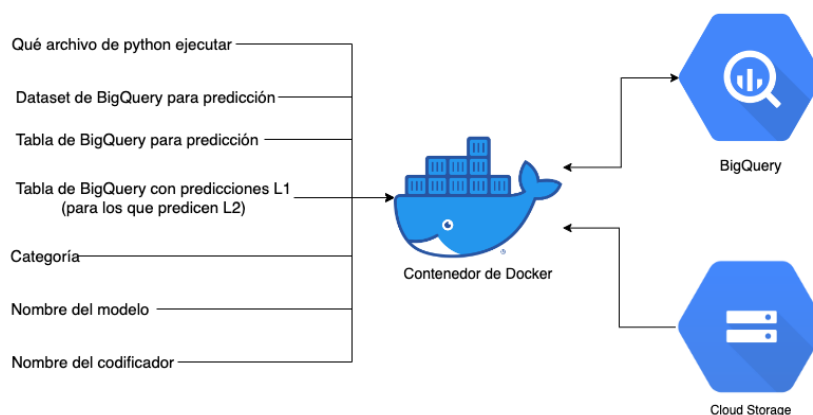 Qué archivo de python ejecutar
Dataset de BigQuery para predicción
Tabla de BigQuery para predicción
Tabla de BigQuery con predicciones L1
(para los que predicen L2)
Categoría
Nombre del modelo
Nombre del codificador
Contenedor de Docker
BigQuery
Cloud Storage